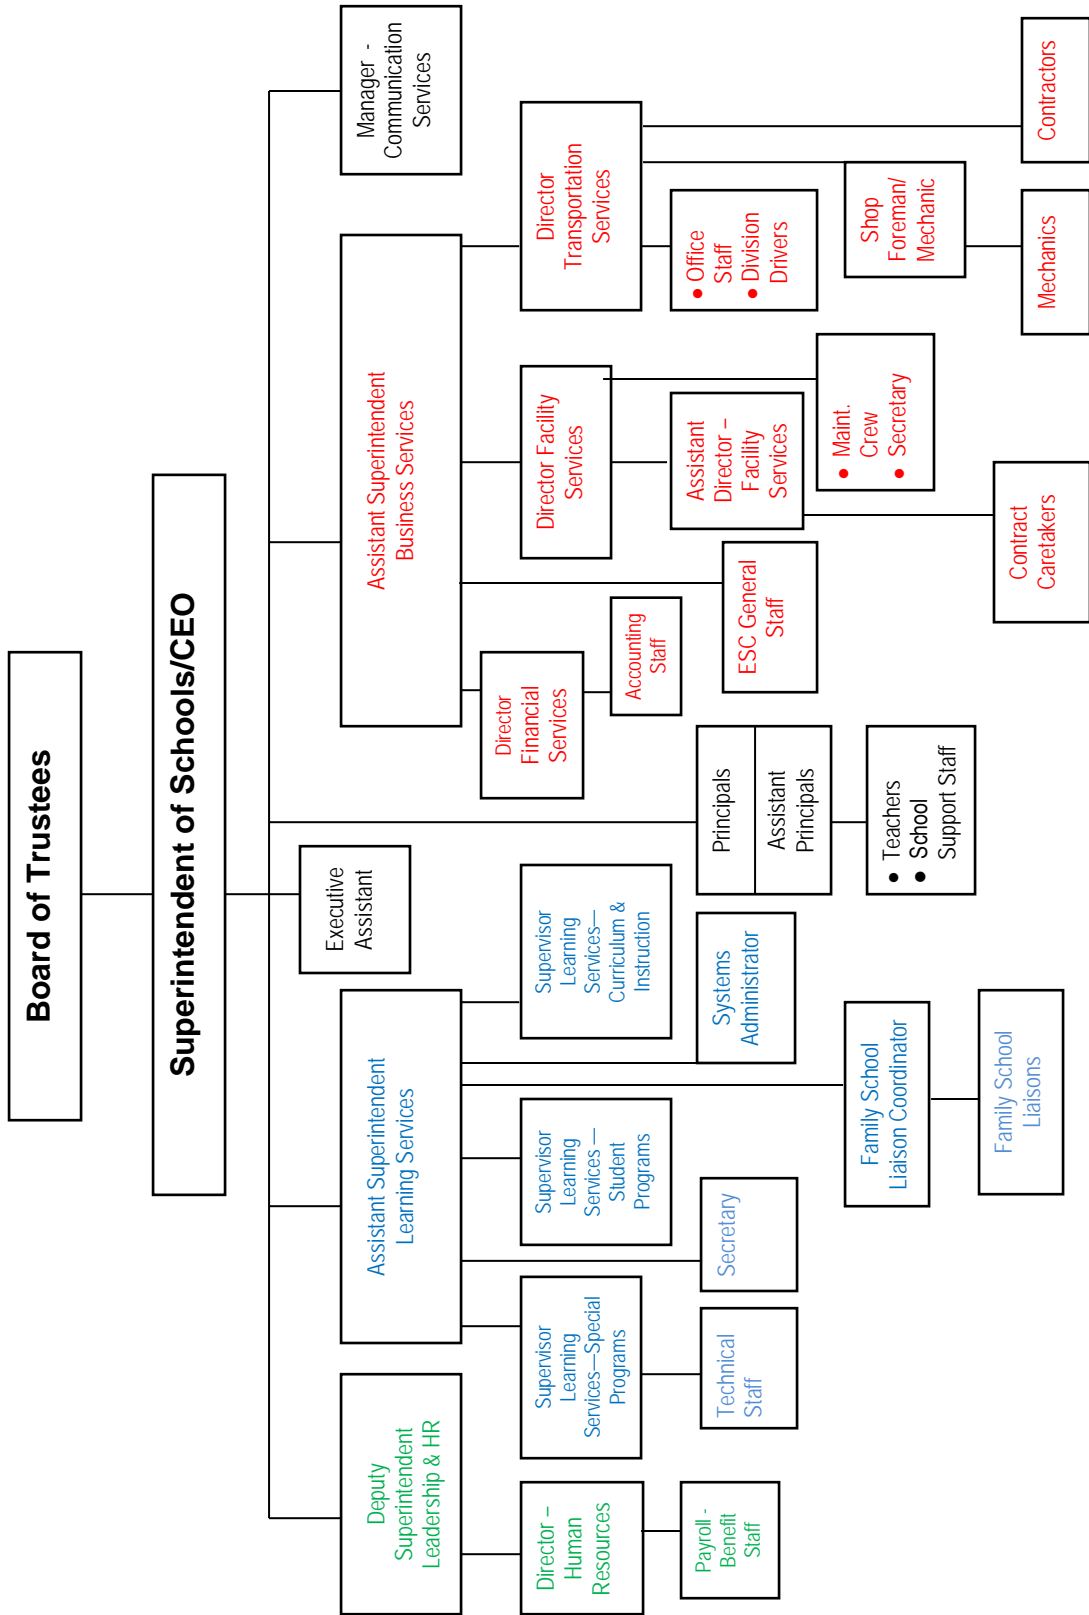 Board of Trustees
Superintendent of Schools/CEO
Executive
Assistant
Deputy
Superintendent
Leadership & HR
Assistant Superintendent
Learning Services
Assistant Superintendent
Business Services
Manager -
Communication
Services
Director –
Human
Resources
Payroll -
Benefit
Staff
Supervisor
Learning
Services—Special
Programs
Technical
Staff
Secretary
Supervisor
Learning
Services —
Student
Programs
Family School
Liaison Coordinator
Family School
Liaisons
Systems
Administrator
Supervisor
Learning
Services—
Curriculum &
Instruction
Principals
Assistant
Principals
• Teachers
• School
Support Staff
Director
Financial
Services
Accounting
Staff
ESC General
Staff
Director Facility
Services
Assistant
Director –
Facility
Services
• Maint.
Crew
• Secretary
Contract
Caretakers
Director
Transportation
Services
• Office
Staff
• Division
Drivers
Shop
Foreman/
Mechanic
Mechanics
Contractors